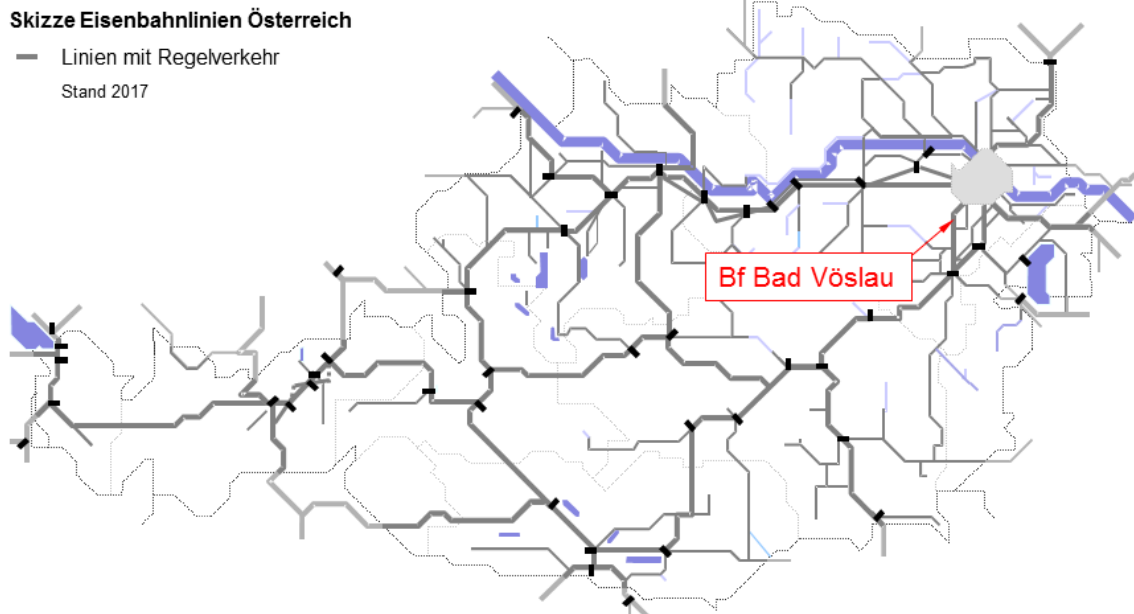 Skizze Eisenbahnlinien Österreich
Linien mit Regelverkehr
Stand 2017
Bf Bad Vöslau